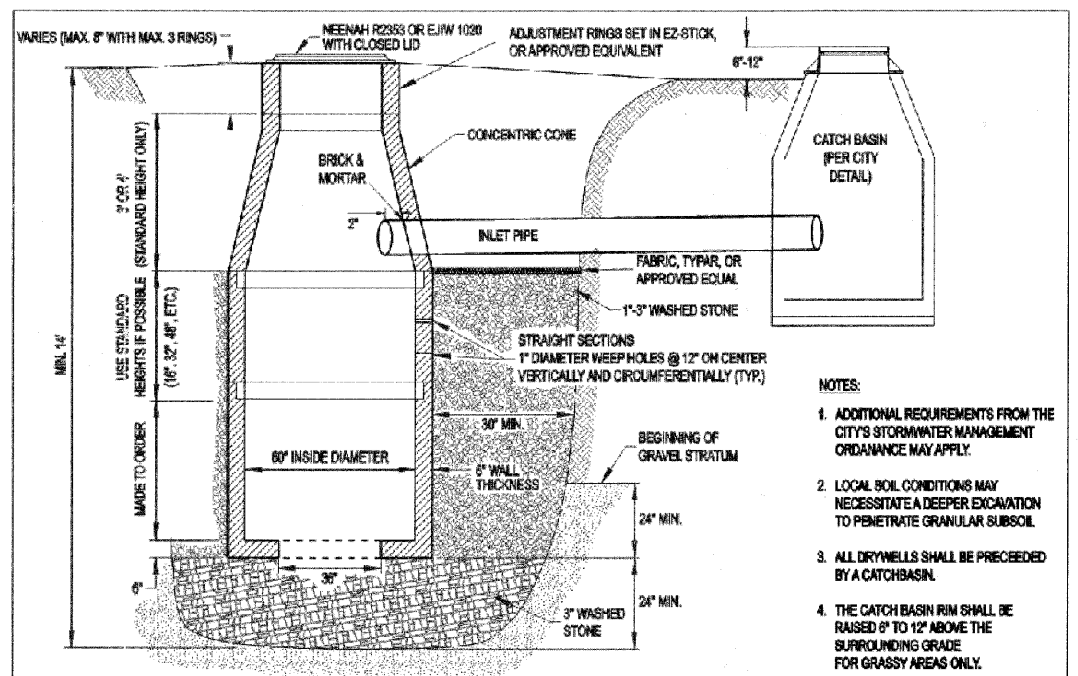 NEENAH R2353 OR EJIW 1020
WITH CLOSED LID
VARIES (MAX. 8" WITH MAX. 3 RINGS)
ADJUSTMENT RINGS SET IN EZ-STICK,
OR APPROVED EQUIVALENT
6"-12"
CONCENTRIC CONE
BRICK &
MORTAR
2"
CATCH BASIN
(PER CITY
DETAIL)
3' OR 4'
(STANDARD HEIGHT ONLY)
INLET PIPE
FABRIC, TYPAR, OR
APPROVED EQUAL
1"-3" WASHED STONE
USE STANDARD
HEIGHTS IF POSSIBLE
(16", 32", 48", ETC.)
MIN. 14'
STRAIGHT SECTIONS
1" DIAMETER WEEP HOLES @ 12" ON CENTER
VERTICALLY AND CIRCUMFERENTIALLY (TYP.)
30" MIN.
BEGINNING OF
GRAVEL STRATUM
MADE TO ORDER
60" INSIDE DIAMETER
WALL
THICKNESS
24" MIN.
6"
36"
3" WASHED
STONE
24" MIN.
NOTES:
1. ADDITIONAL REQUIREMENTS FROM THE
CITY'S STORMWATER MANAGEMENT
ORDANANCE MAY APPLY.
2. LOCAL SOIL CONDITIONS MAY
NECESSITATE A DEEPER EXCAVATION
TO PENETRATE GRANULAR SUBSOIL
3. ALL DRYWELLS SHALL BE PRECEEDED
BY A CATCHBASIN.
4. THE CATCH BASIN RIM SHALL BE
RAISED 6" TO 12" ABOVE THE
SURROUNDING GRADE
FOR GRASSY AREAS ONLY.